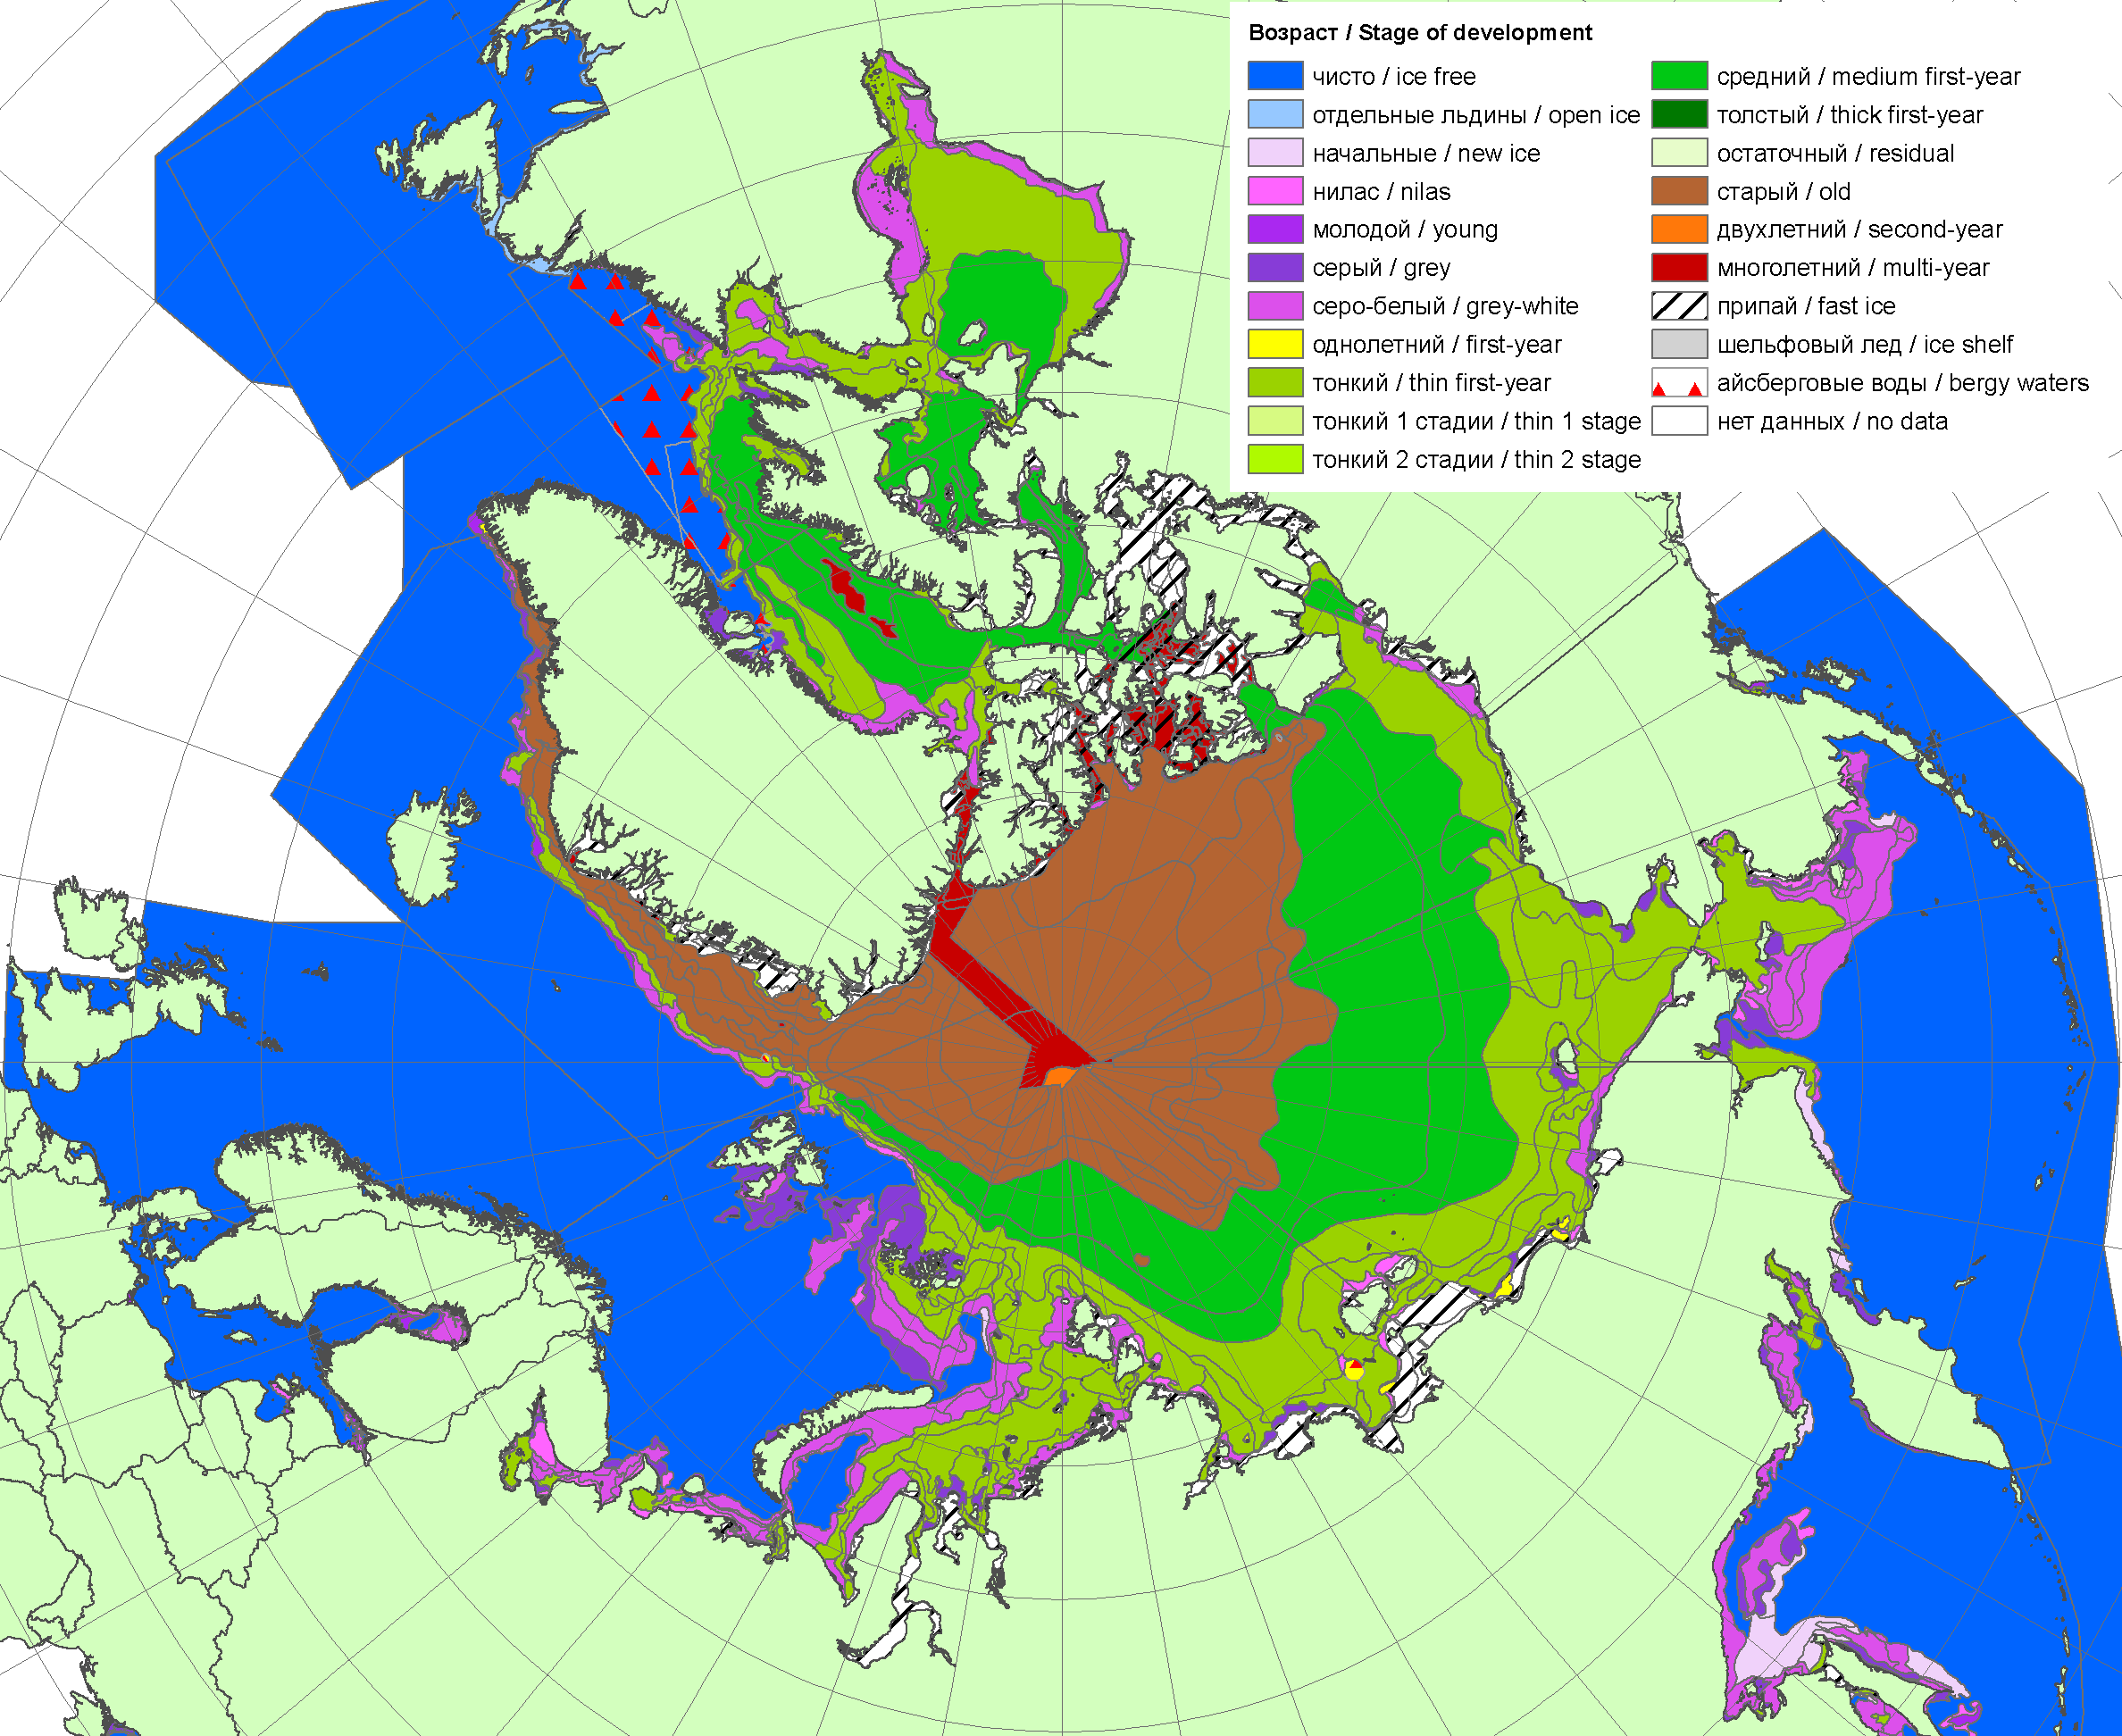 Возраст / Stage of development
чисто / ice free
отдельные льдины / open ice
начальные / new ice
нилас / nilas
молодой / young
серый / grey
серо-белый / grey-white
однолетний / first-year
тонкий / thin first-year
тонкий 1 стадии / thin 1 stage
тонкий 2 стадии / thin 2 stage
средний / medium first-year
толстый / thick first-year
остаточный / residual
старый / old
двухлетний / second-year
многолетний / multi-year
припай / fast ice
шельфовый лед / ice shelf
айсберговые воды / bergy waters
нет данных / no data